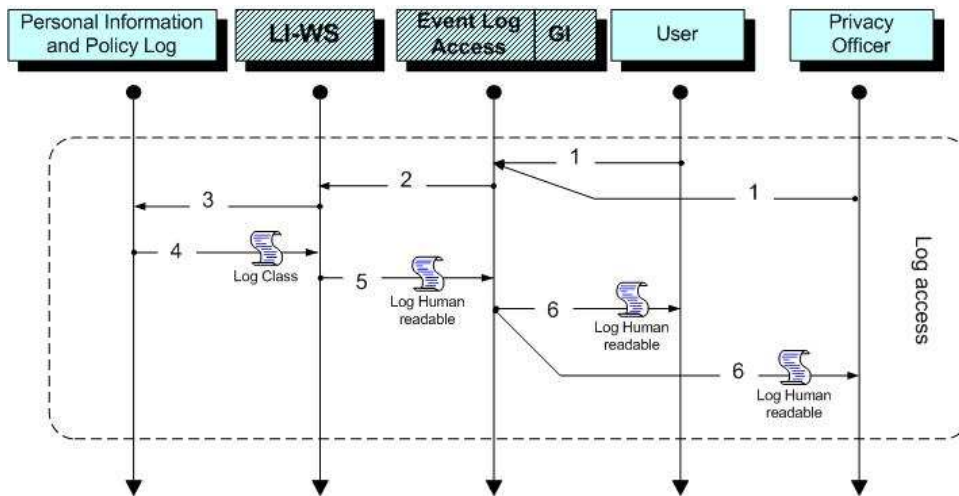 Personal Information
and Policy Log
LI-WS
Event Log
Access
GI
User
Privacy
Officer
1
2
1
3
4
Log Class
5
Log Human
readable
6
Log Human
readable
6
Log Human
readable
Log access